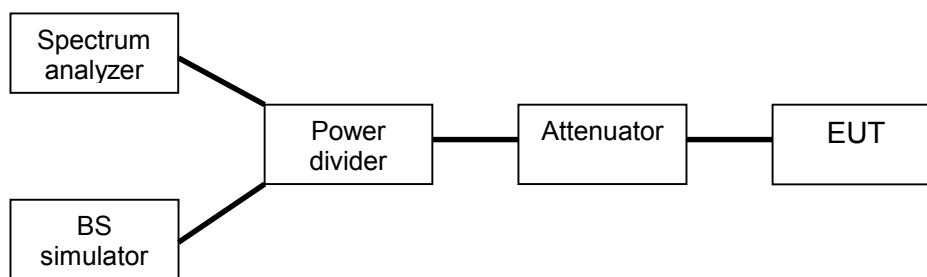 Spectrum
analyzer
Power
divider
Attenuator
EUT
BS
simulator